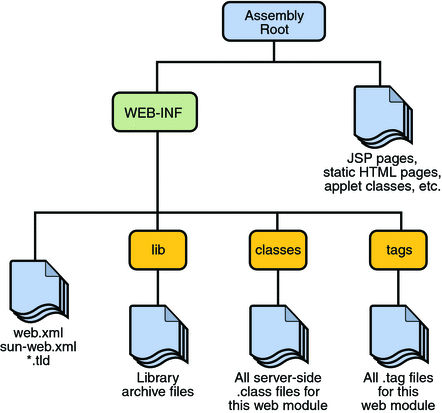 Assembly
Root
WEB-INF
JSP pages,
static HTML pages,
applet classes, etc.
lib
classes
tags
web.xml
sun-web.xml
*.tld
Library
archive files
All server-side
.class files for
this web module
All .tag files
for this
web module